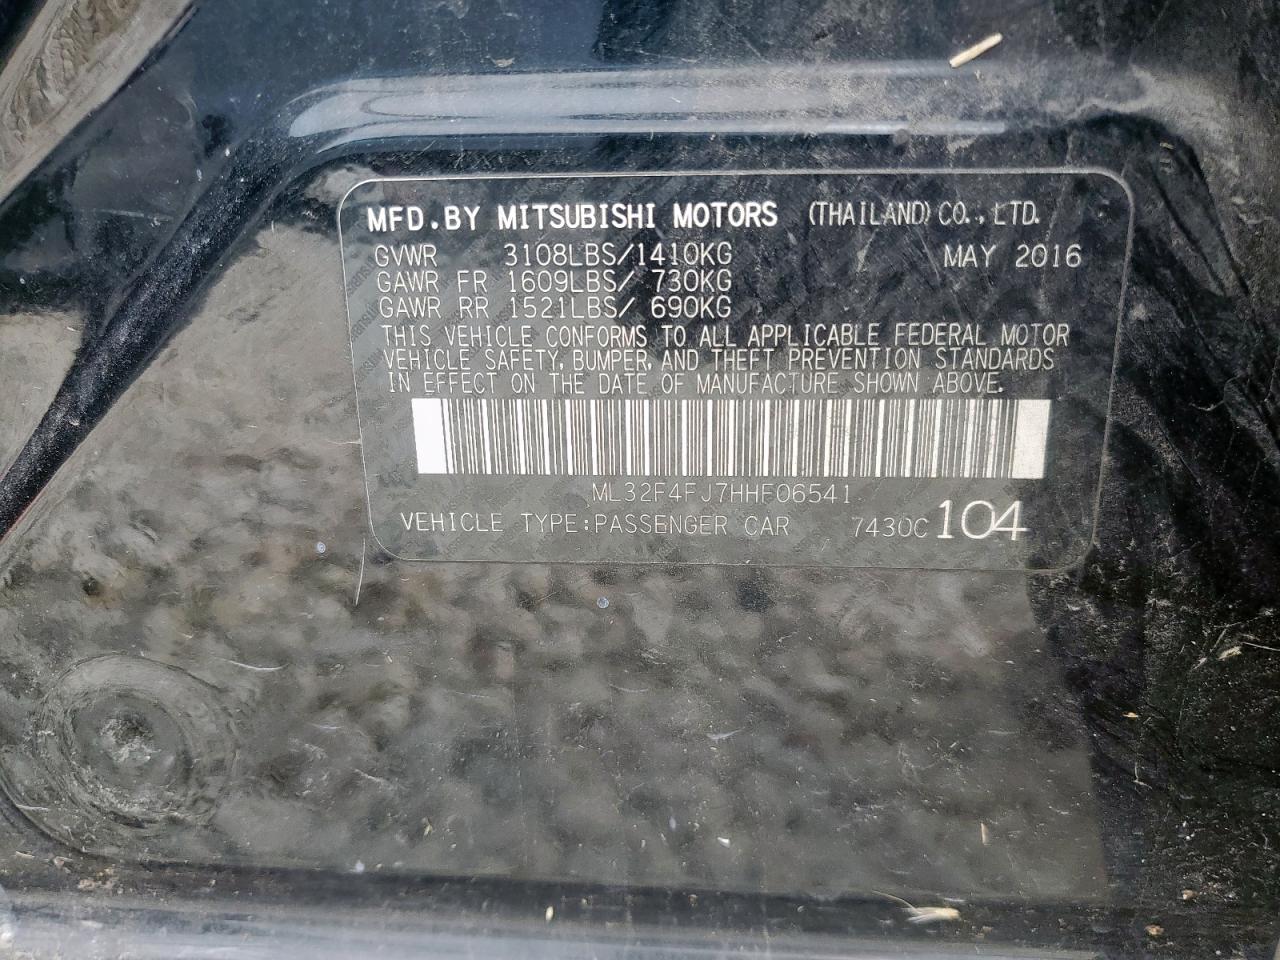 MFD.BY MITSUBISHI MOTORS (THAILAND) CO.,LTD.
GVWR 3108LBS/1410KG MAY 2016
GAWR FR 1609LBS/ 730KG
GAWR RR 1521LBS/ 690KG
THIS VEHICLE CONFORMS TO ALL APPLICABLE FEDERAL MOTOR
VEHICLE SAFETY, BUMPER, AND THEFT PREVENTION STANDARDS
IN EFFECT ON THE DATE OF MANUFACTURE SHOWN ABOVE.
ML32F4FJ7HHF06541
VEHICLE TYPE:PASSENGER CAR 7430C 104